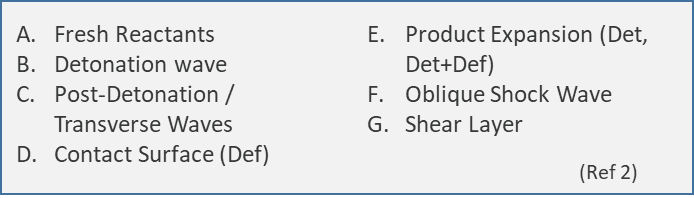 A. Fresh Reactants
B. Detonation wave
C. Post-Detonation /
Transverse Waves
D. Contact Surface (Def)
E. Product Expansion (Det,
Det+Def)
F. Oblique Shock Wave
G. Shear Layer
(Ref 2)